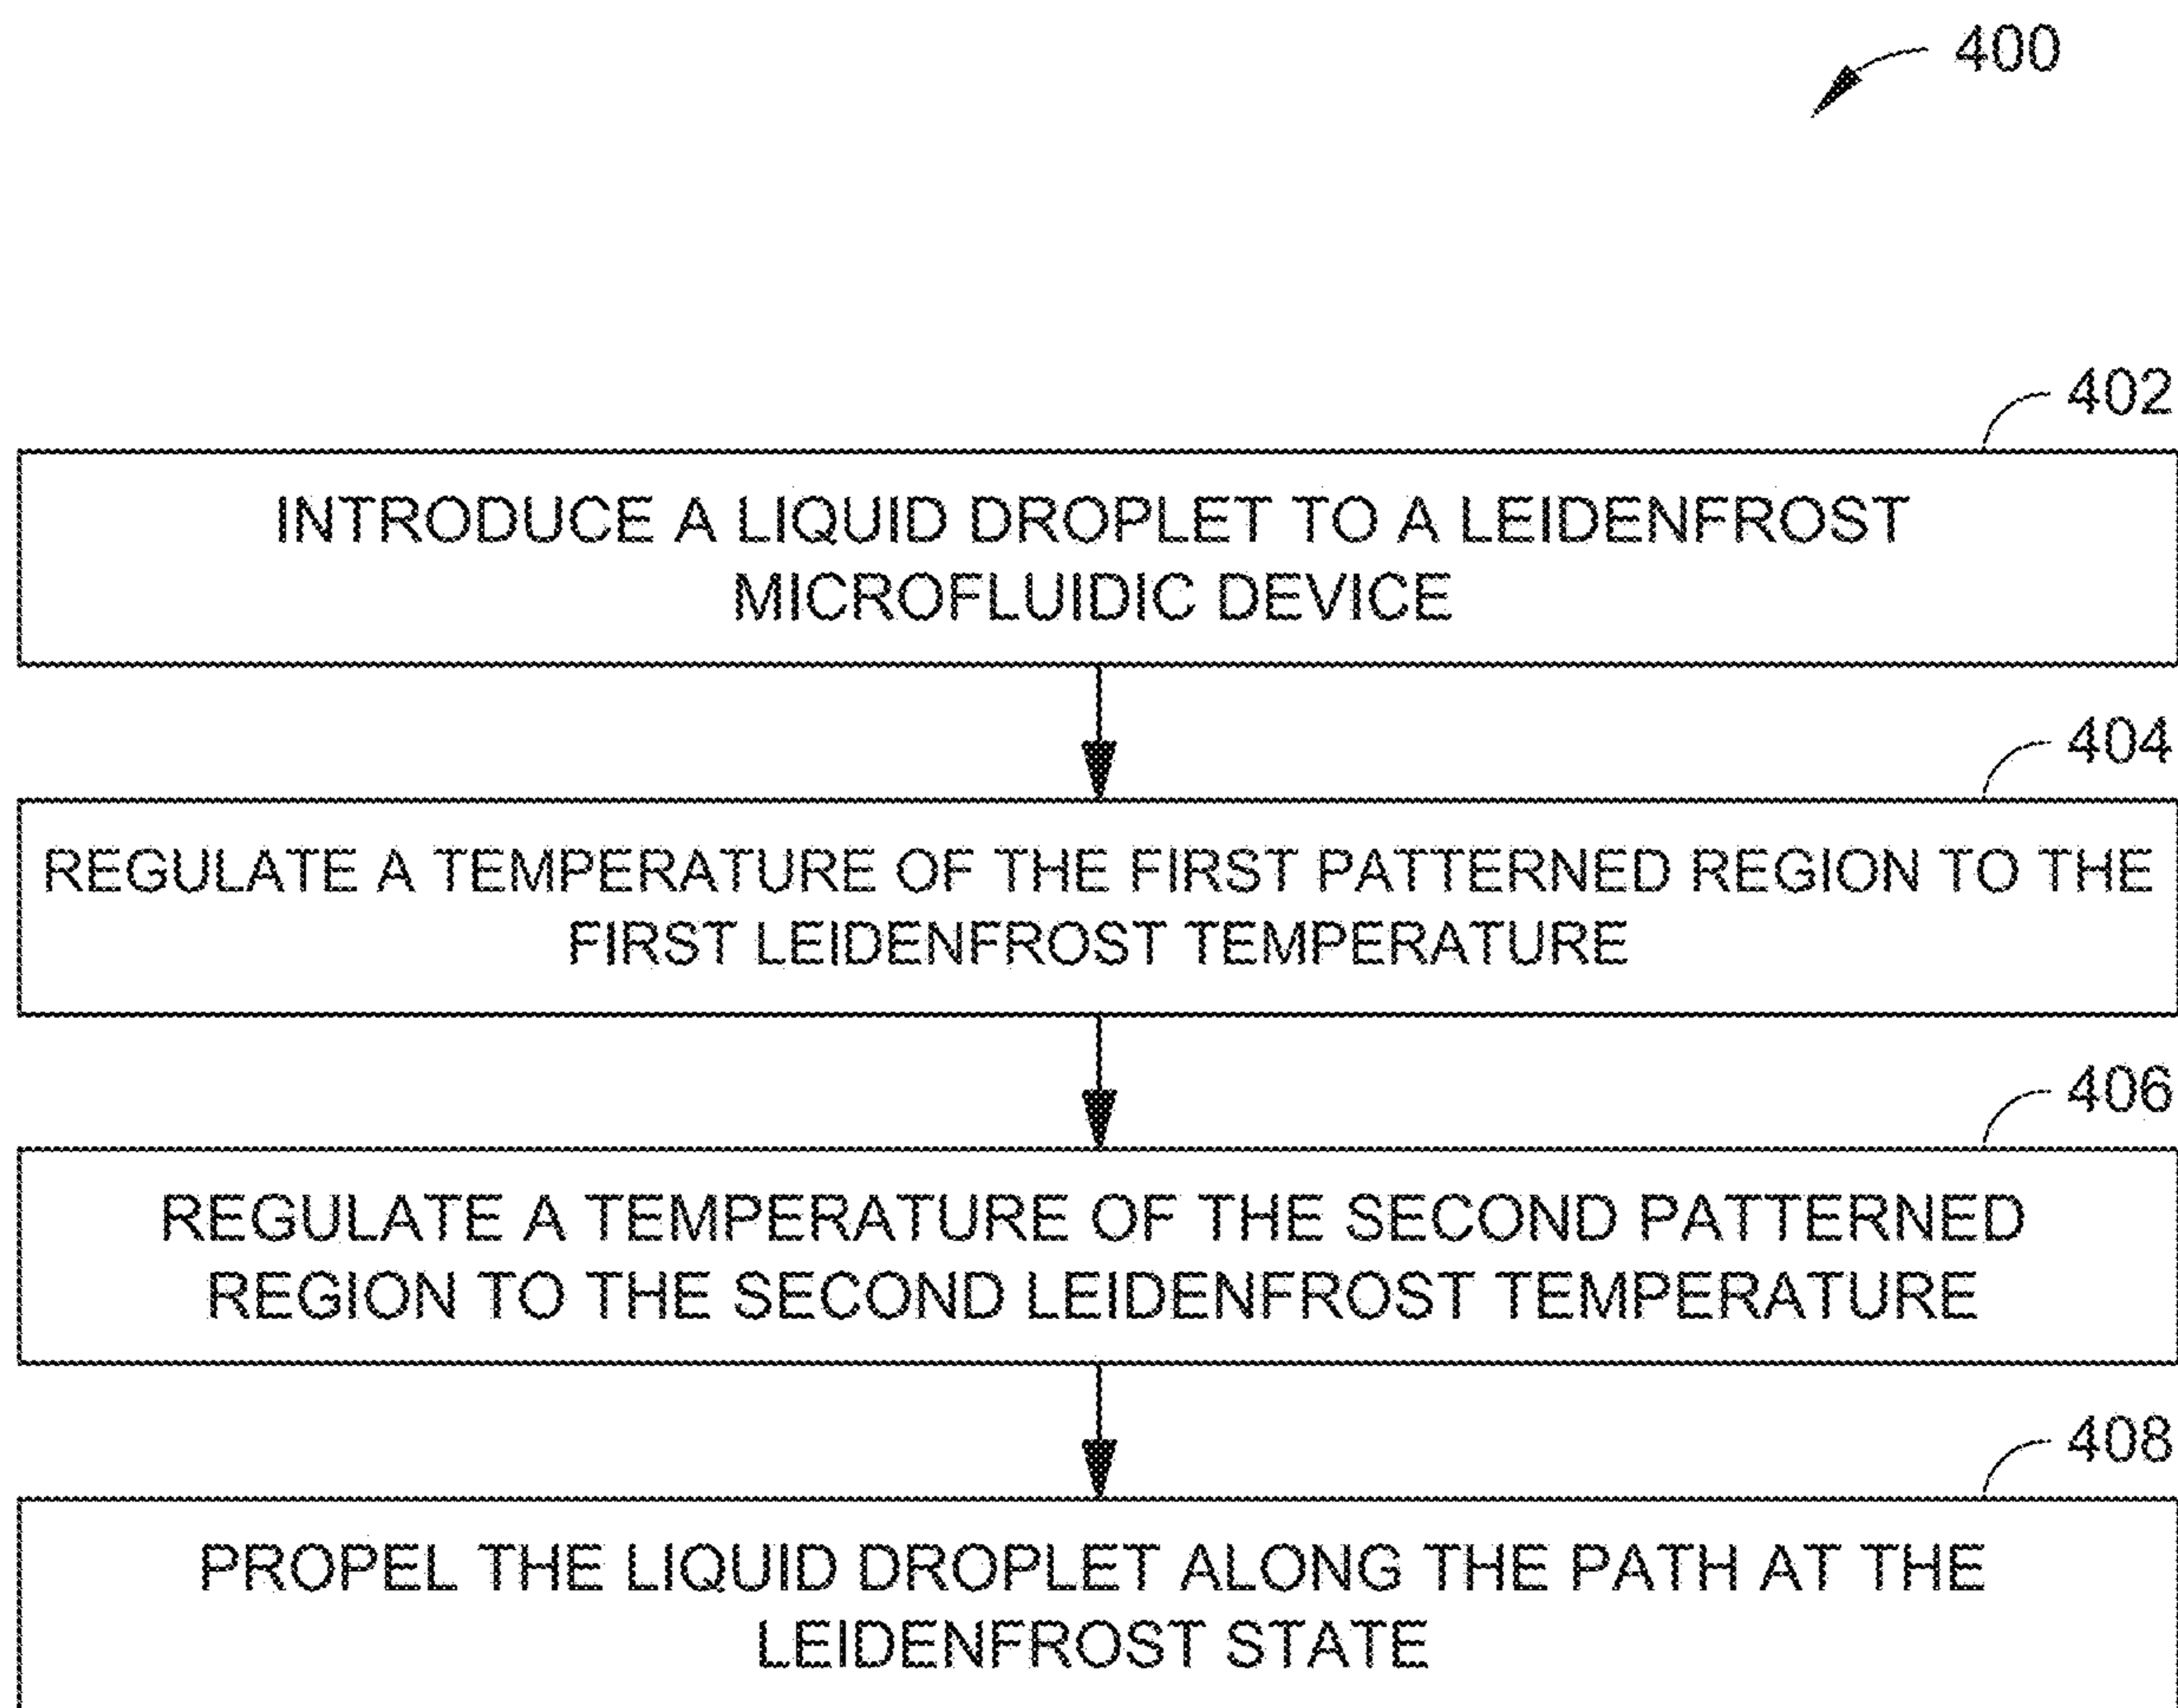 400
402
INTRODUCE A LIQUID DROPLET TO A LEIDENFROST
MICROFLUIDIC DEVICE
404
REGULATE A TEMPERATURE OF THE FIRST PATTERNED REGION TO THE
FIRST LEIDENFROST TEMPERATURE
406
REGULATE A TEMPERATURE OF THE SECOND PATTERNED
REGION TO THE SECOND LEIDENFROST TEMPERATURE
408
PROPEL THE LIQUID DROPLET ALONG THE PATH AT THE
LEIDENFROST STATE